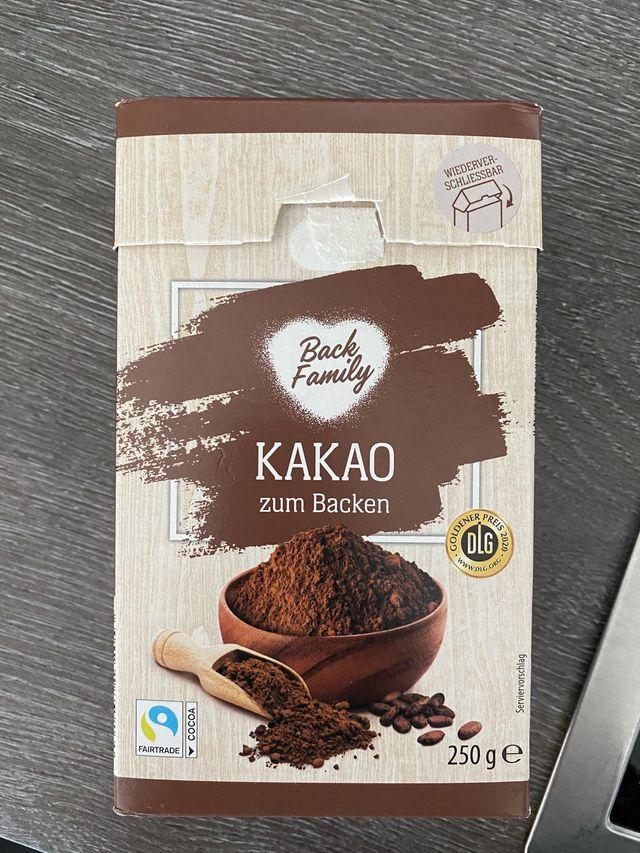 WIEDERVER-
SCHLIESSBAR
Back
Family
KAKAO
zum Backen
GOLDENER PREIS 2020
DLG
WWW.DLG.ORG
Serviervorschlag
FAIRTRADE
COCOA
250 g e